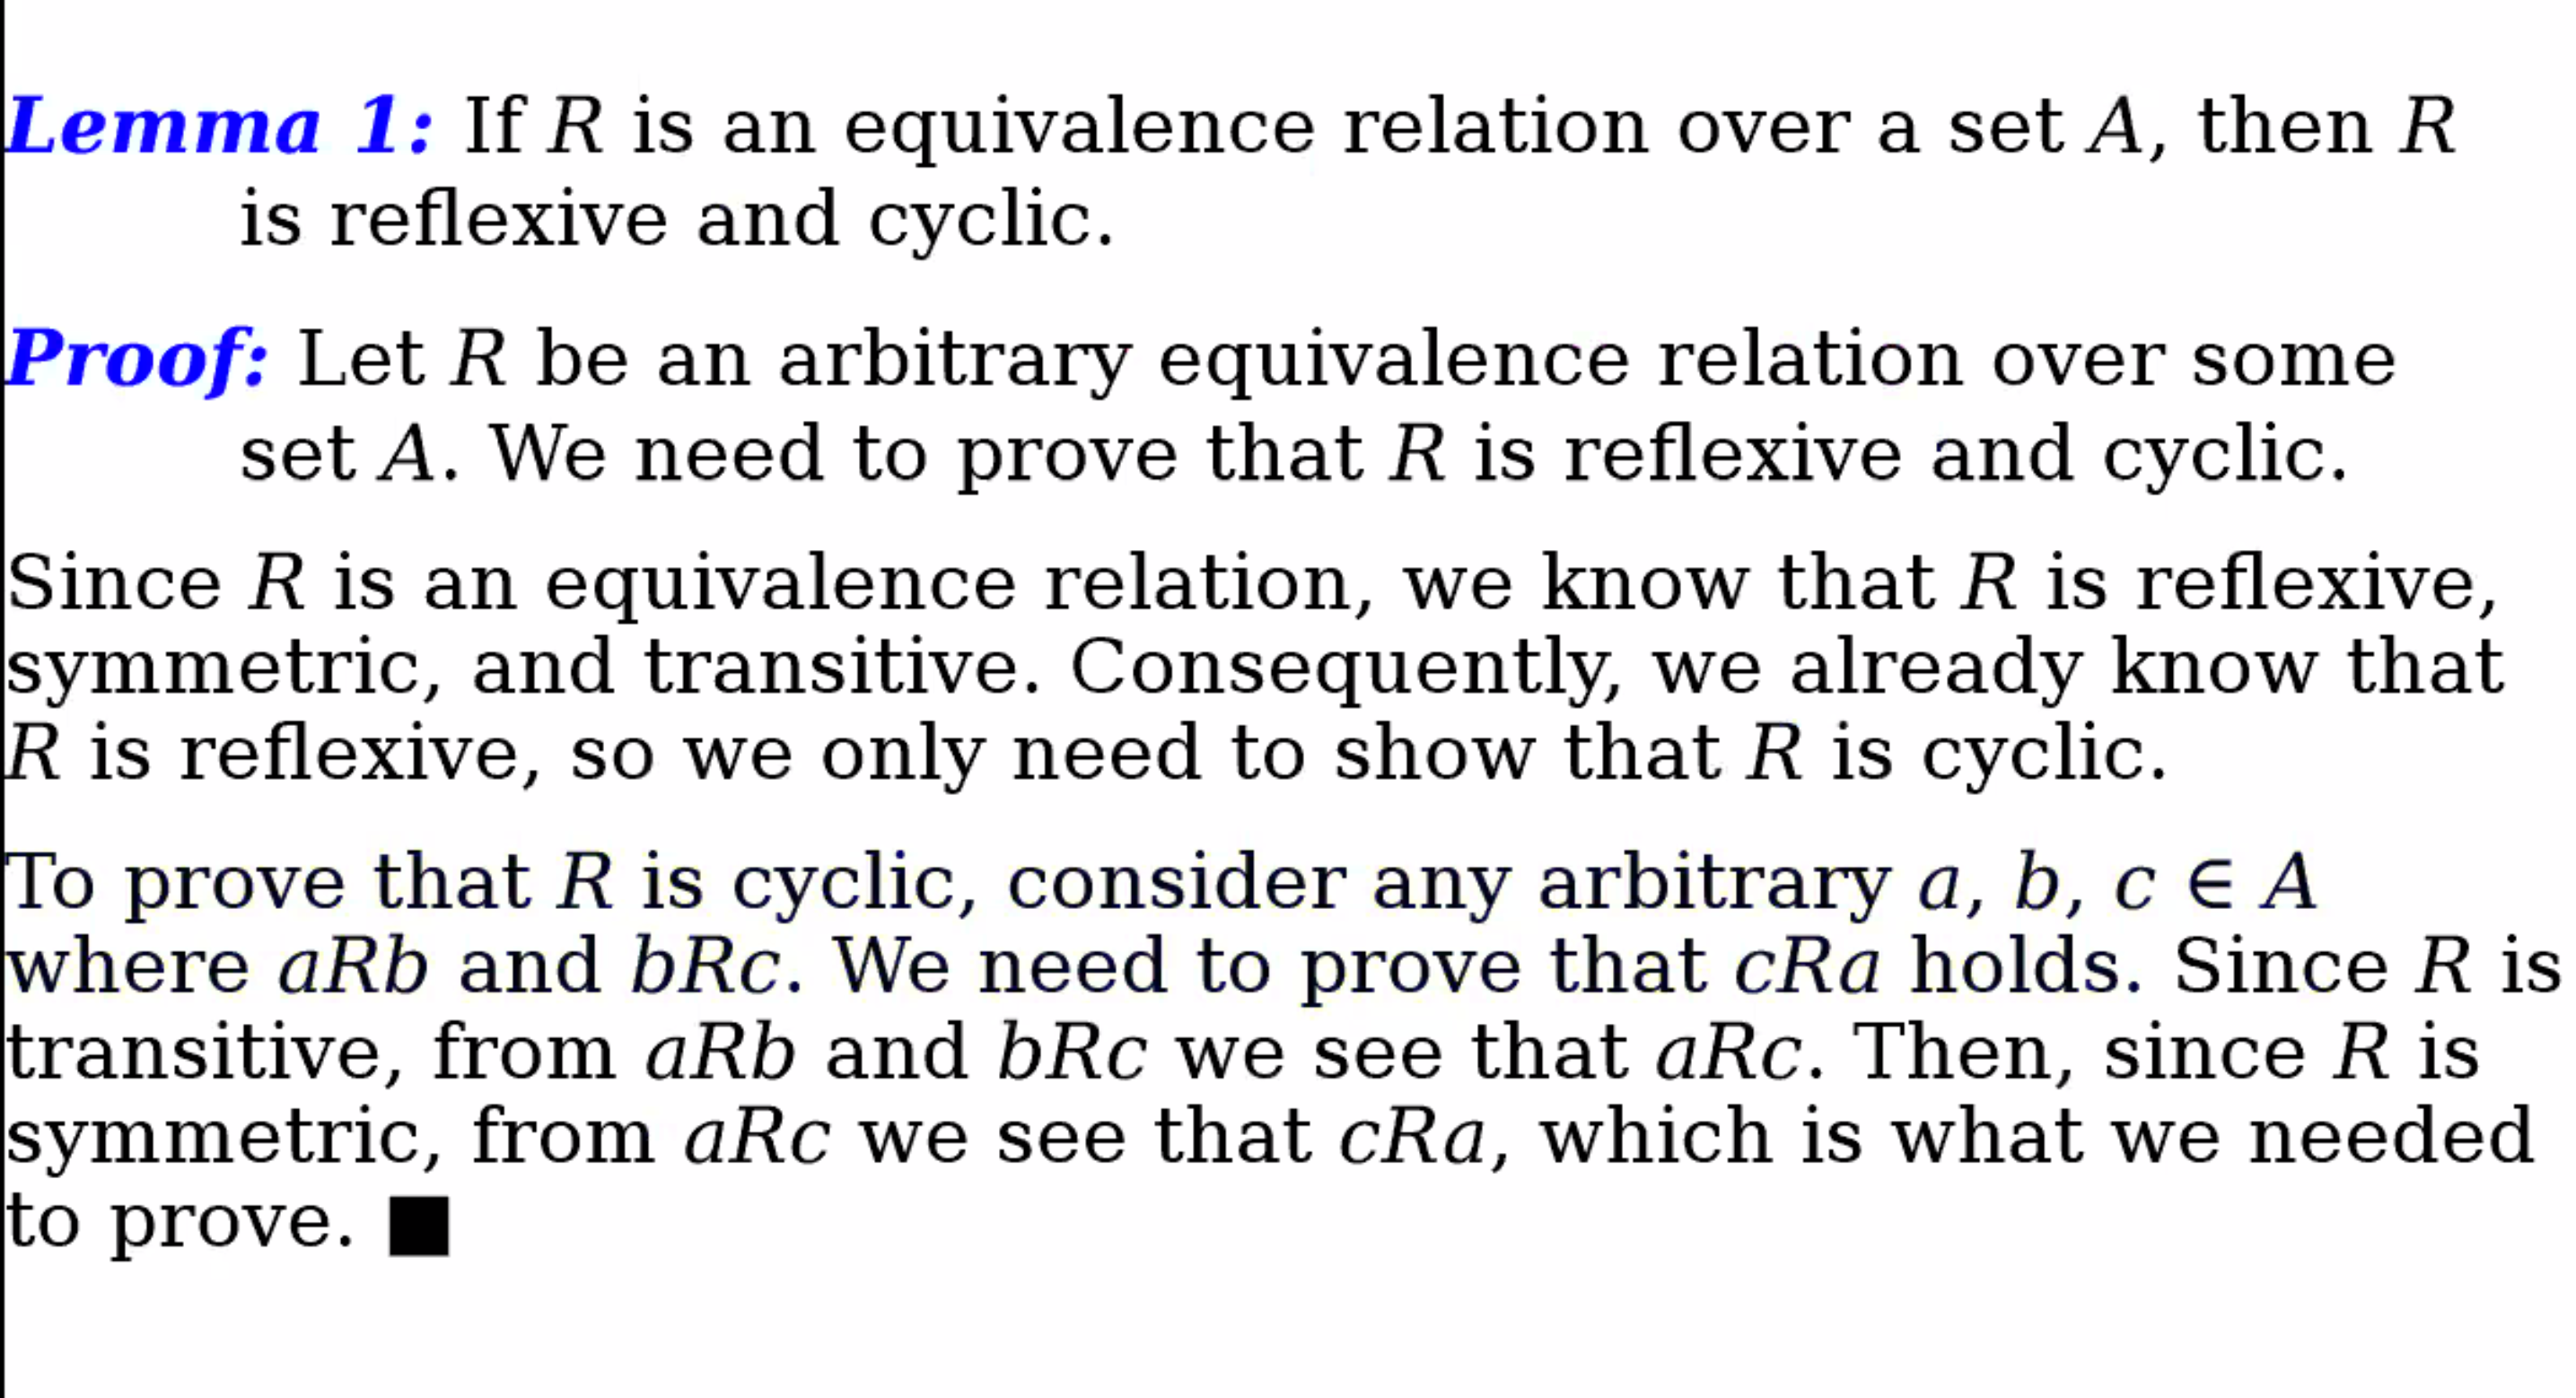 Lemma 1: If R is an equivalence relation over a set A, then R
is reflexive and cyclic.
Proof: Let R be an arbitrary equivalence relation over some
set A. We need to prove that R is reflexive and cyclic.
Since R is an equivalence relation, we know that R is reflexive,
symmetric, and transitive. Consequently, we already know that
R is reflexive, so we only need to show that R is cyclic.
To prove that R is cyclic, consider any arbitrary a, b, c ∈ A
where aRb and bRc. We need to prove that cRa holds. Since R is
transitive, from aRb and bRc we see that aRc. Then, since R is
symmetric, from aRc we see that cRa, which is what we needed
to prove. ■